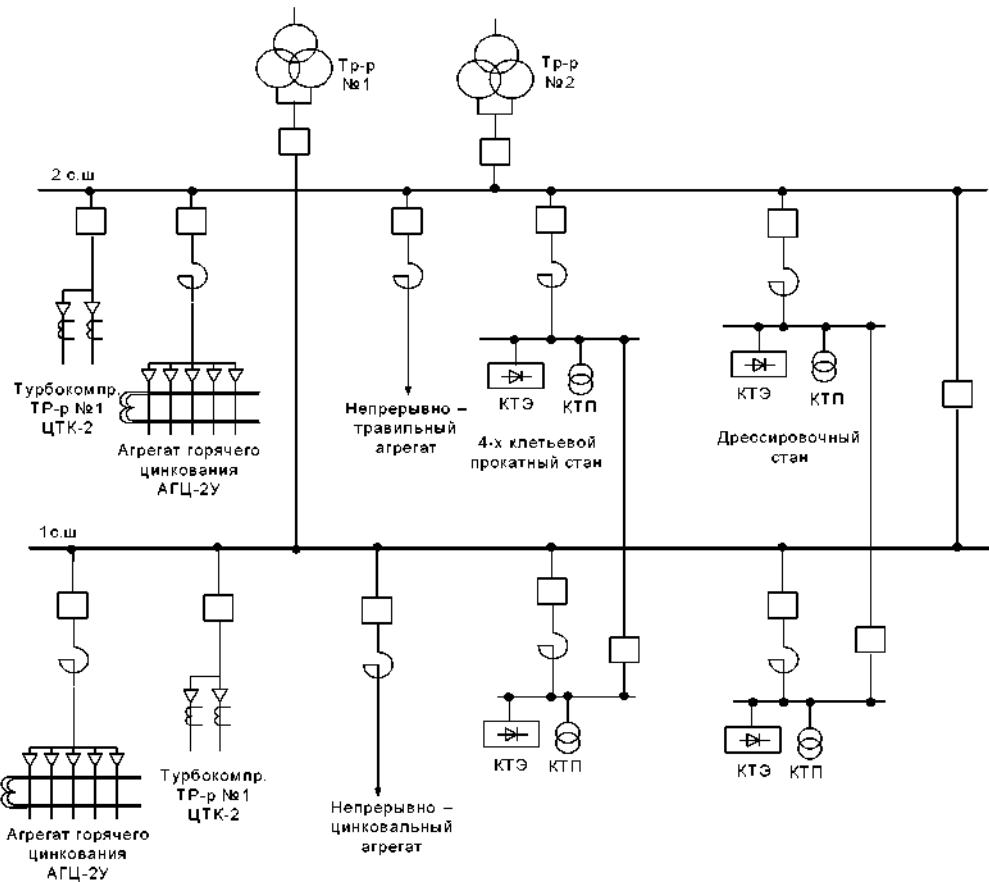 Тр-р
№1
Тр-р
№2
2 с.ш
Турбокомпр.
ТР-р №1
ЦТК-2
Агрегат горячего
цинкования
АГЦ-2У
Непрерывно –
травильный
агрегат
КТЭ
КТП
4-х клетьевой
прокатный стан
КТЭ
КТП
Дрессировочный
стан
1с.ш
Агрегат горячего
цинкования
АГЦ-2У
Турбокомпр.
ТР-р №1
ЦТК-2
Непрерывно –
цинковальный
агрегат
КТЭ
КТП
КТЭ
КТП